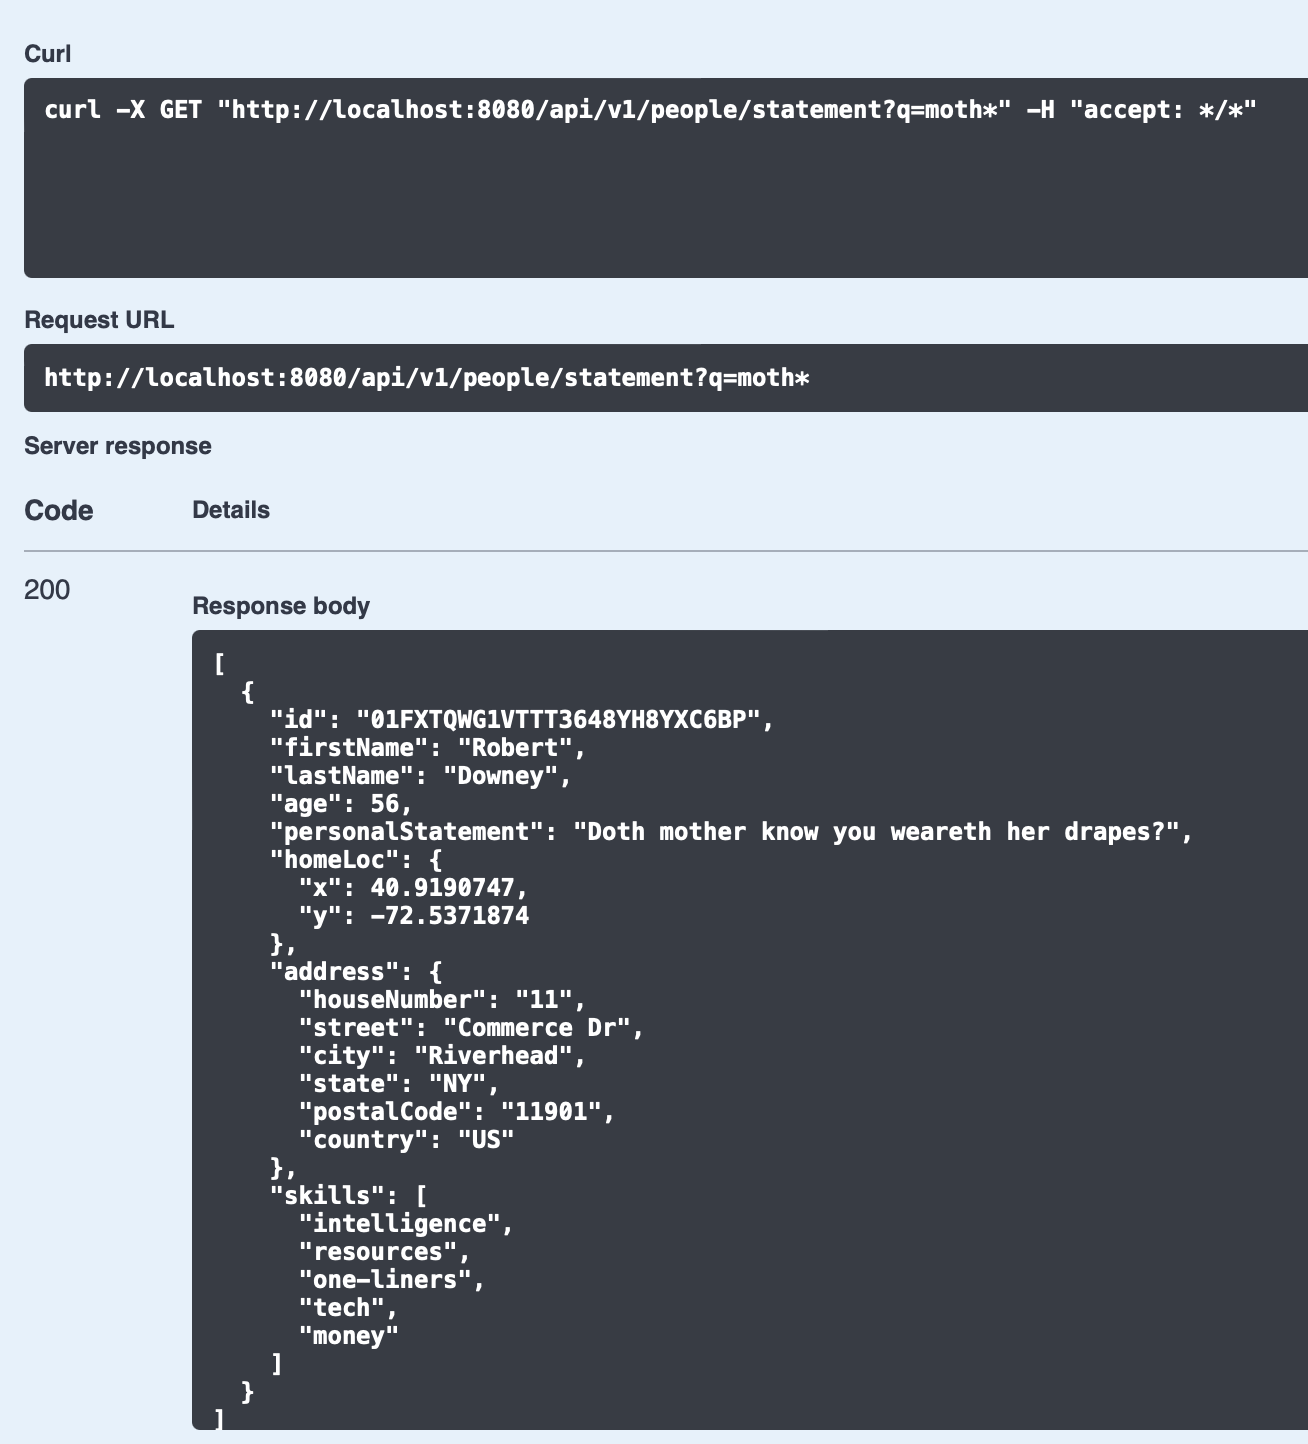 Curl
curl -X GET "http://localhost:8080/api/v1/people/statement?q=moth*" -H "accept: */*"
Request URL
http://localhost:8080/api/v1/people/statement?q=moth*
Server response
Code Details
200
Response body
[
  {
    "id": "01FXTQWG1VTTT3648YH8YXC6BP",
    "firstName": "Robert",
    "lastName": "Downey",
    "age": 56,
    "personalStatement": "Doth mother know you weareth her drapes?",
    "homeLoc": {
      "x": 40.9190747,
      "y": -72.5371874
    },
    "address": {
      "houseNumber": "11",
      "street": "Commerce Dr",
      "city": "Riverhead",
      "state": "NY",
      "postalCode": "11901",
      "country": "US"
    },
    "skills": [
      "intelligence",
      "resources",
      "one-liners",
      "tech",
      "money"
    ]
  }
]